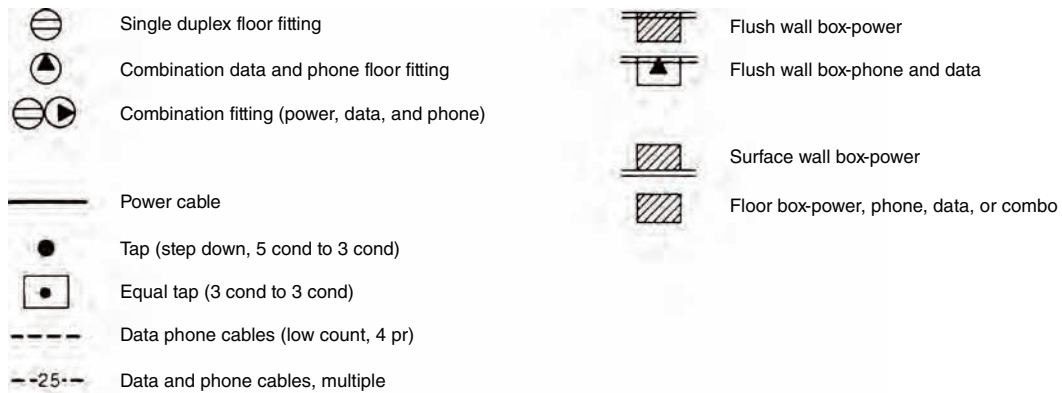 Single duplex floor fitting
Combination data and phone floor fitting
Combination fitting (power, data, and phone)
Power cable
Tap (step down, 5 cond to 3 cond)
Equal tap (3 cond to 3 cond)
Data phone cables (low count, 4 pr)
25
Data and phone cables, multiple
Flush wall box-power
Flush wall box-phone and data
Surface wall box-power
Floor box-power, phone, data, or combo